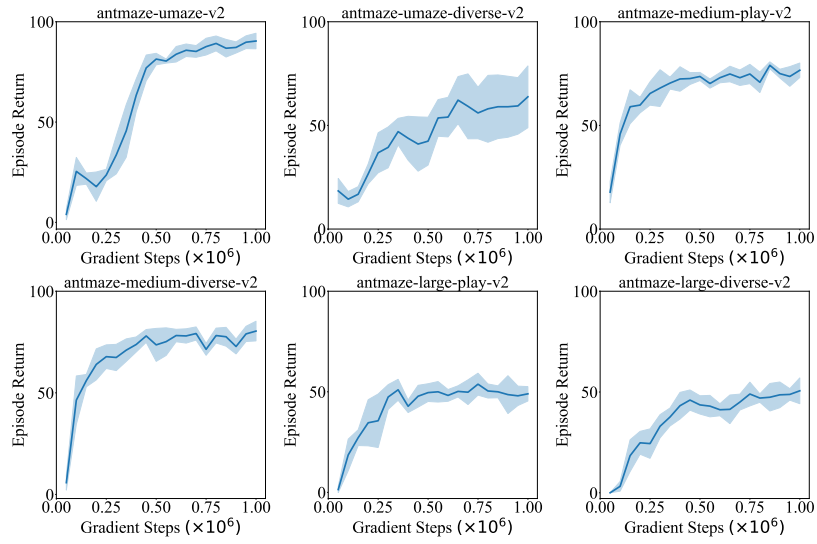 antmaze-umaze-v2
antmaze-umaze-diverse-v2
antmaze-medium-play-v2
100
50
0
Episode Return
0.00 0.25 0.50 0.75 1.00
Gradient Steps (×10⁶)
100
50
0
Episode Return
0.00 0.25 0.50 0.75 1.00
Gradient Steps (×10⁶)
100
50
0
Episode Return
0.00 0.25 0.50 0.75 1.00
Gradient Steps (×10⁶)
antmaze-medium-diverse-v2
antmaze-large-play-v2
antmaze-large-diverse-v2
100
50
0
Episode Return
0.00 0.25 0.50 0.75 1.00
Gradient Steps (×10⁶)
100
50
0
Episode Return
0.00 0.25 0.50 0.75 1.00
Gradient Steps (×10⁶)
100
50
0
Episode Return
0.00 0.25 0.50 0.75 1.00
Gradient Steps (×10⁶)